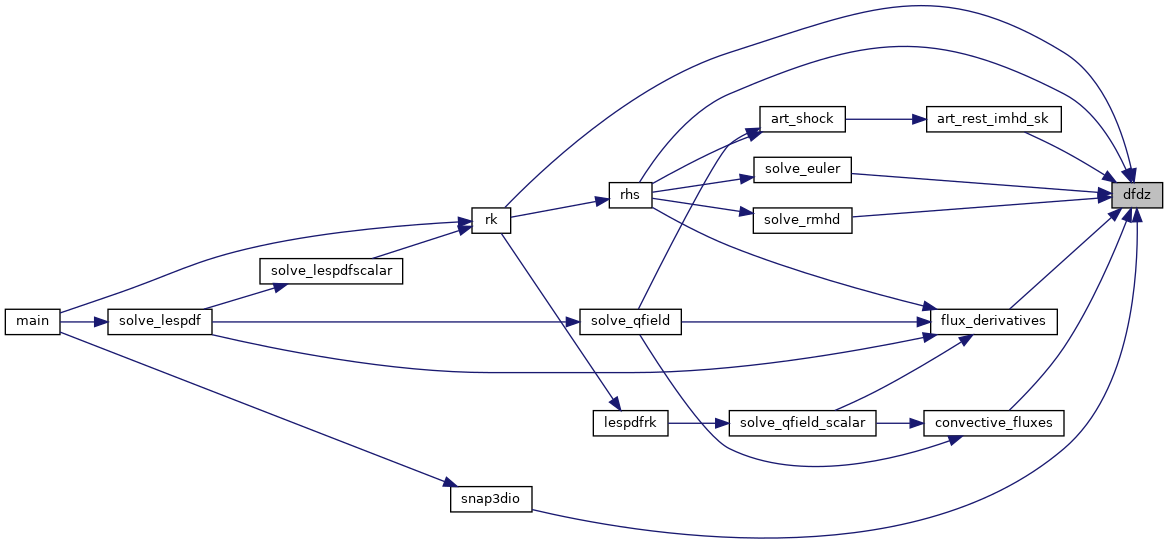 art_shock
art_rest_imhd_sk
solve_euler
rhs
dfdz
rk
solve_rmhd
solve_lespdfscalar
main
solve_lespdf
solve_qfield
flux_derivatives
lespdfrk
solve_qfield_scalar
convective_fluxes
snap3dio